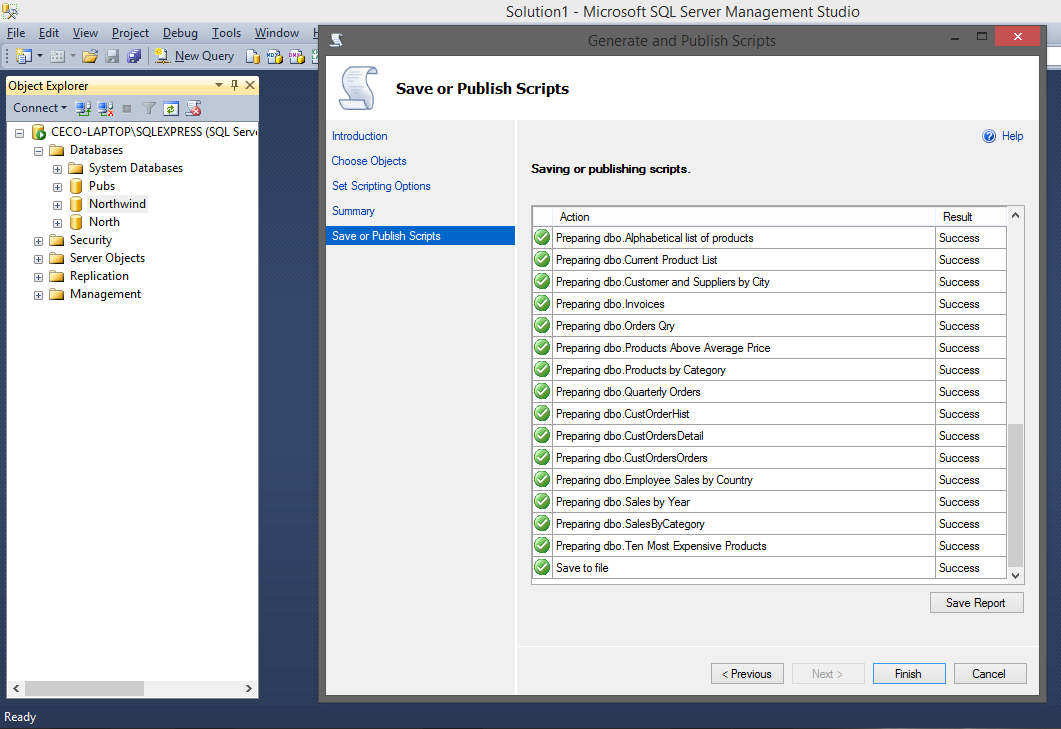 Solution1 - Microsoft SQL Server Management Studio
File Edit View Project Debug Tools Window
New Query
Object Explorer
Connect
CECO-LAPTOP\SQLEXPRESS (SQL Serve
Databases
System Databases
Pubs
Northwind
North
Security
Server Objects
Replication
Management
Ready
Generate and Publish Scripts
Save or Publish Scripts
Introduction
Choose Objects
Set Scripting Options
Summary
Save or Publish Scripts
Help
Saving or publishing scripts.
Action Result
Preparing dbo.Alphabetical list of products Success
Preparing dbo.Current Product List Success
Preparing dbo.Customer and Suppliers by City Success
Preparing dbo.Invoices Success
Preparing dbo.Orders Qry Success
Preparing dbo.Products Above Average Price Success
Preparing dbo.Products by Category Success
Preparing dbo.Quarterly Orders Success
Preparing dbo.CustOrderHist Success
Preparing dbo.CustOrdersDetail Success
Preparing dbo.CustOrdersOrders Success
Preparing dbo.Employee Sales by Country Success
Preparing dbo.Sales by Year Success
Preparing dbo.SalesByCategory Success
Preparing dbo.Ten Most Expensive Products Success
Save to file Success
Save Report
< Previous Next > Finish Cancel